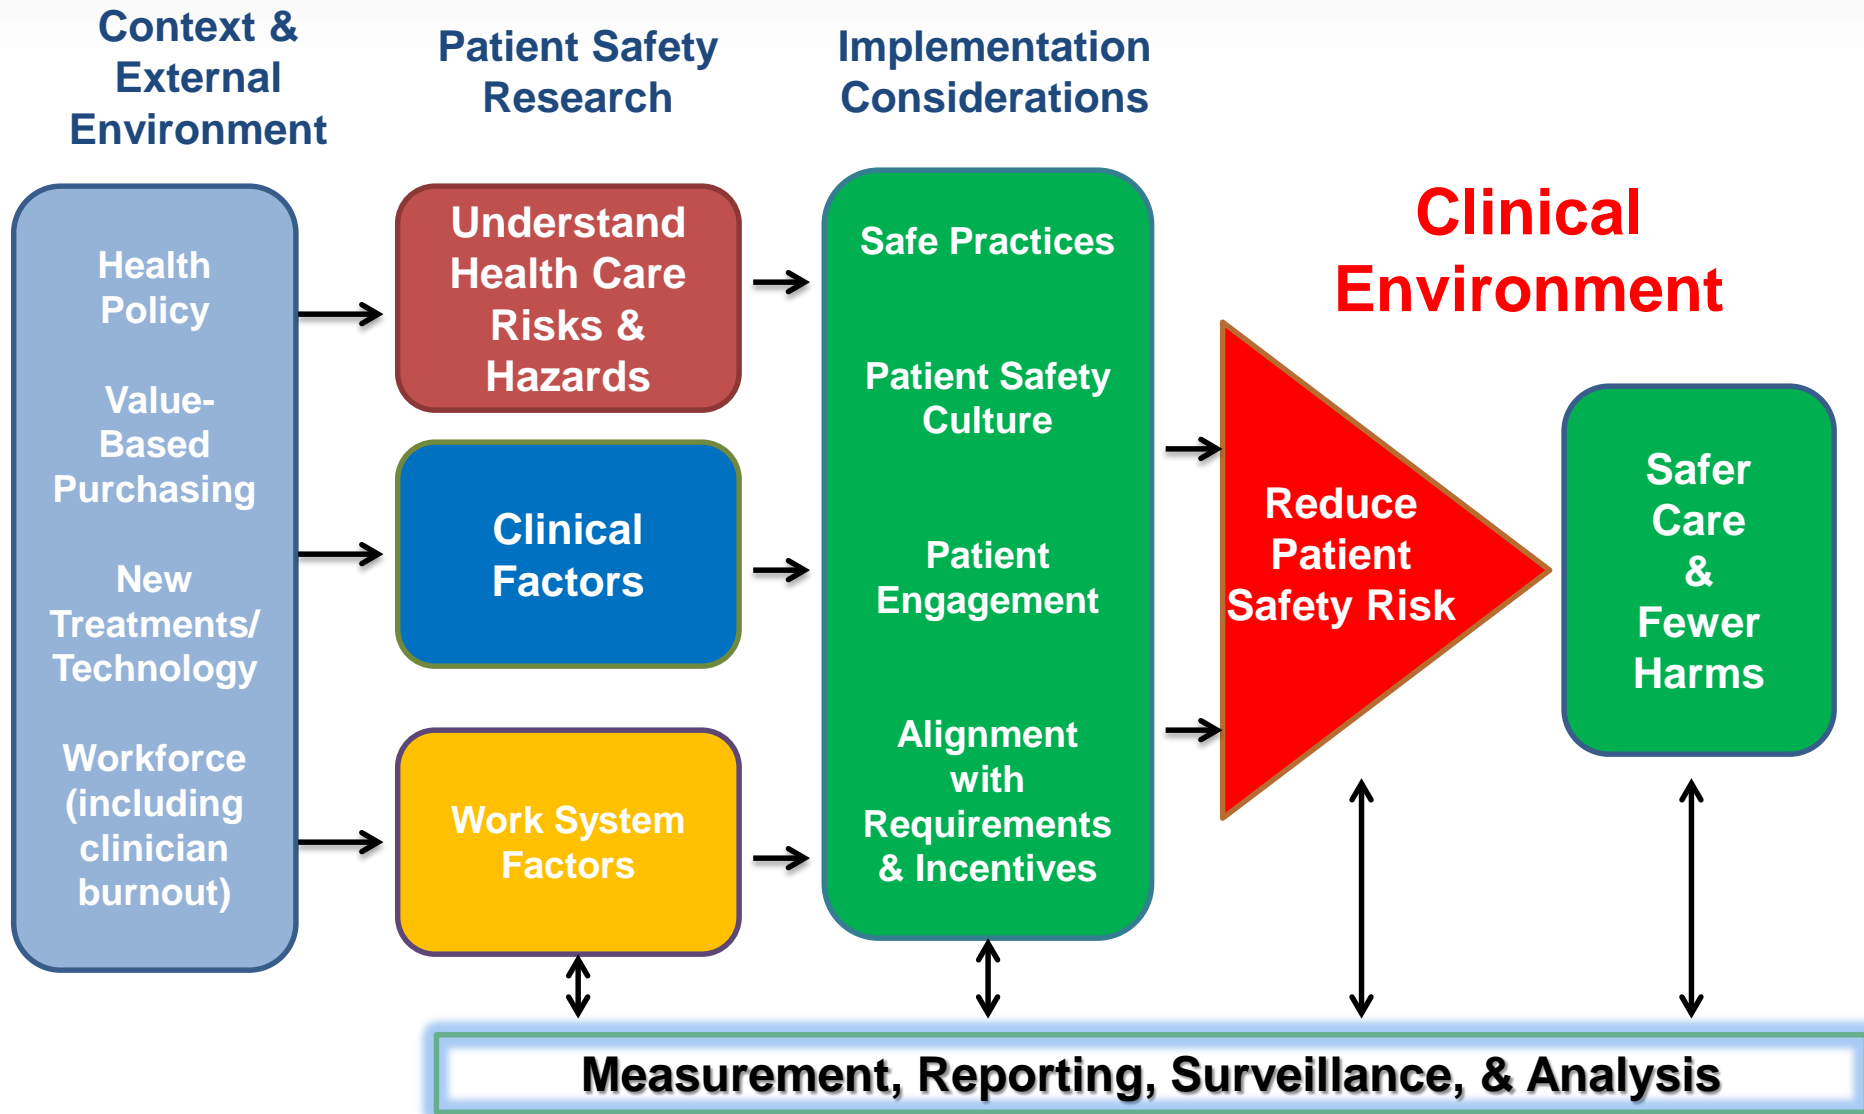 Context &
External
Environment
Patient Safety
Research
Implementation
Considerations
Health
Policy
Value-
Based
Purchasing
New
Treatments/
Technology
Workforce
(including
clinician
burnout)
Understand
Health Care
Risks &
Hazards
Clinical
Factors
Work System
Factors
Safe Practices
Patient Safety
Culture
Patient
Engagement
Alignment
with
Requirements
& Incentives
Clinical
Environment
Reduce
Patient
Safety Risk
Safer
Care
&
Fewer
Harms
Measurement, Reporting, Surveillance, & Analysis